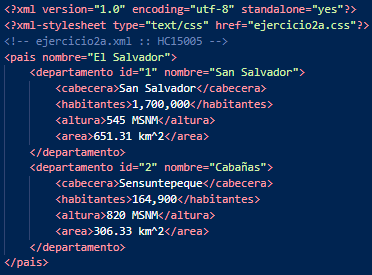 <?xml version="1.0" encoding="utf-8" standalone="yes"?>
<?xml-stylesheet type="text/css" href="ejercicio2a.css"?>
<!-- ejercicio2a.xml :: HC15005 -->
<pais nombre="El Salvador">
    <departamento id="1" nombre="San Salvador">
        <cabecera>San Salvador</cabecera>
        <habitantes>1,700,000</habitantes>
        <altura>545 MSNM</altura>
        <area>651.31 km^2</area>
    </departamento>
    <departamento id="2" nombre="Cabañas">
        <cabecera>Sensuntepeque</cabecera>
        <habitantes>164,900</habitantes>
        <altura>820 MSNM</altura>
        <area>306.33 km^2</area>
    </departamento>
</pais>